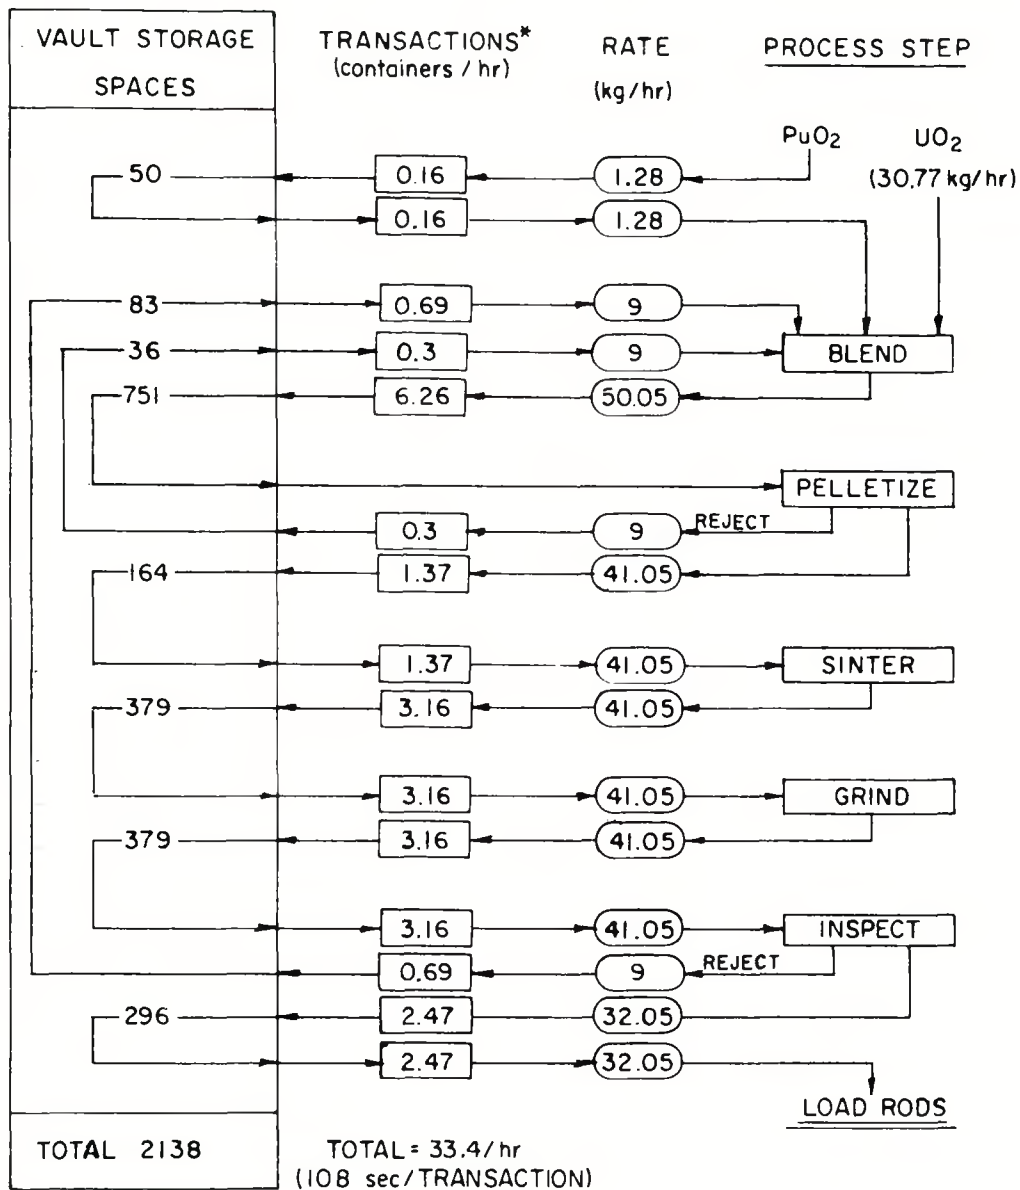 VAULT STORAGE SPACES
TRANSACTIONS*
(containers / hr)
RATE
(kg/hr)
PROCESS STEP
PuO2
UO2
(30.77 kg/hr)
50 0.16 1.28
0.16 1.28
83 0.69 9
36 0.3 9 BLEND
751 6.26 50.05
PELLETIZE
0.3 9 REJECT
164 1.37 41.05
1.37 41.05 SINTER
379 3.16 41.05
3.16 41.05 GRIND
379 3.16 41.05
3.16 41.05 INSPECT
0.69 9 REJECT
296 2.47 32.05
2.47 32.05
LOAD RODS
TOTAL 2138
TOTAL = 33.4/hr
(108 sec/TRANSACTION)